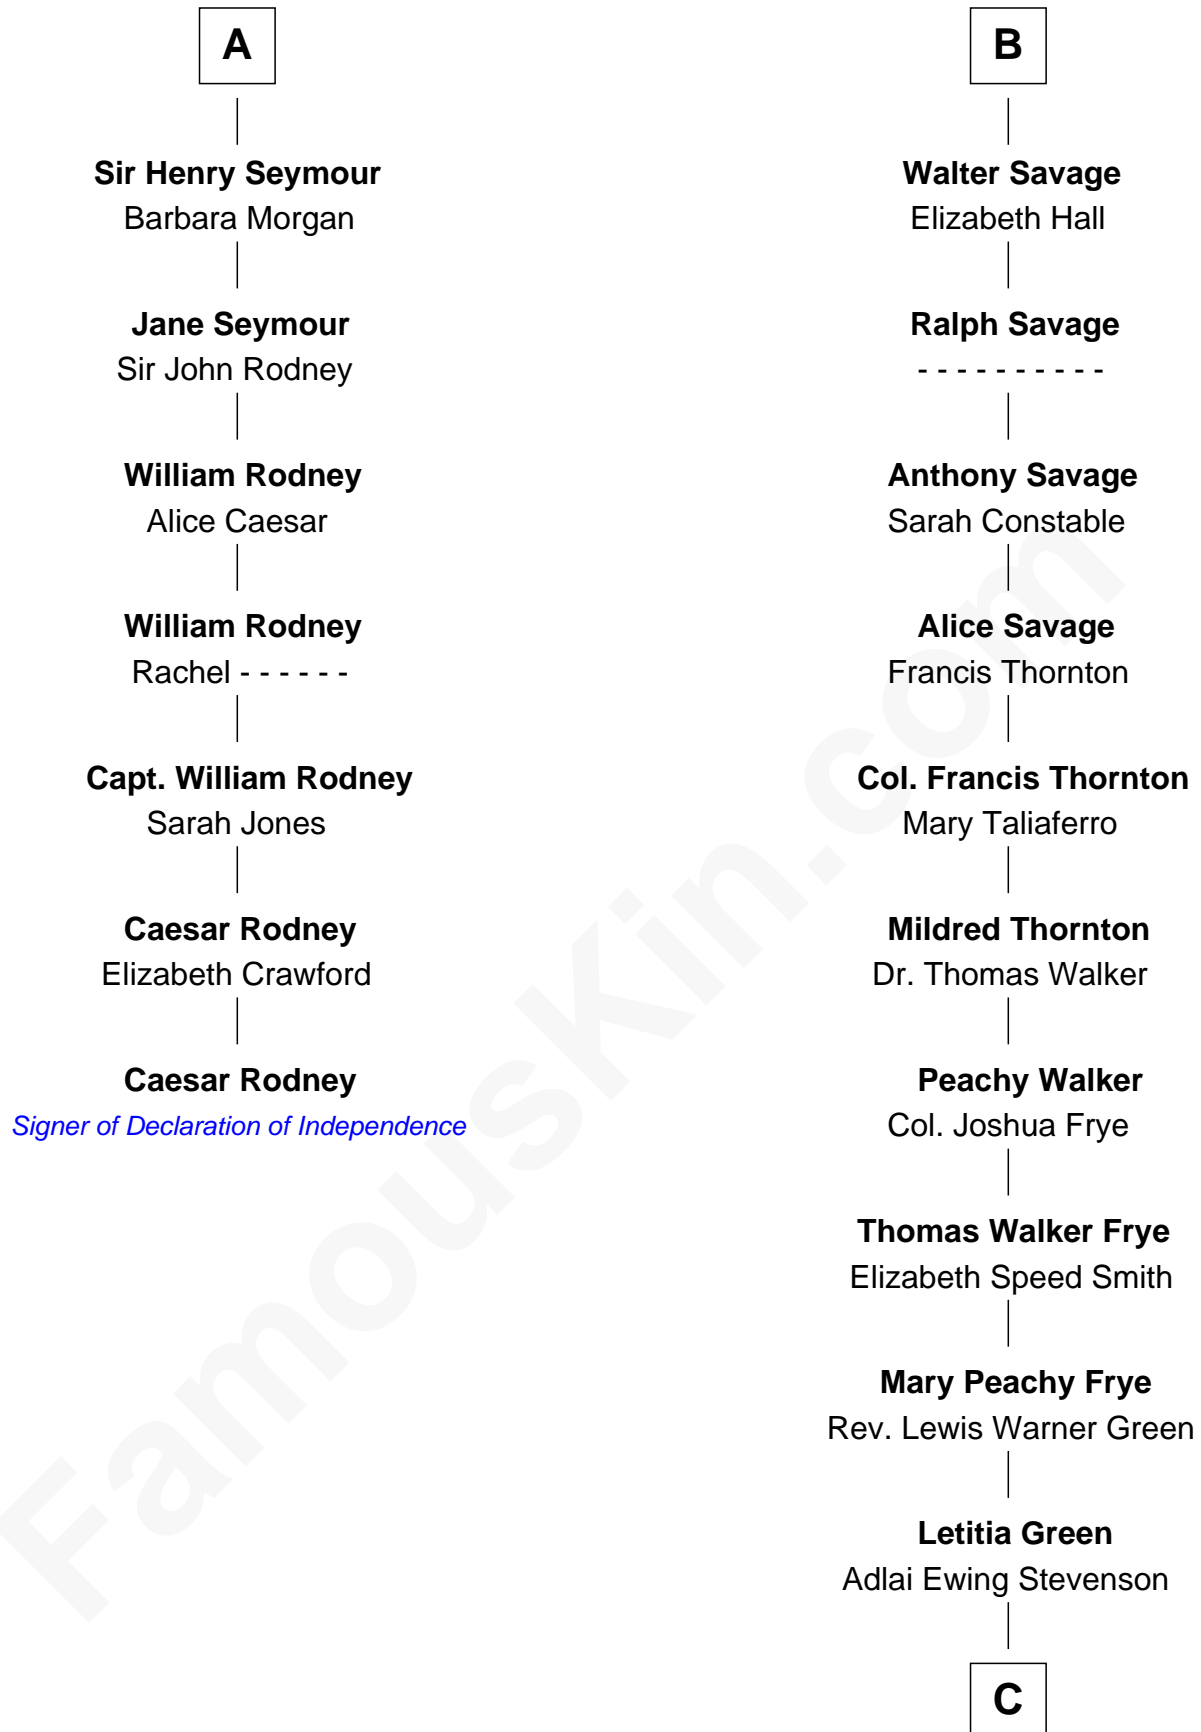 A
Sir Henry Seymour
Barbara Morgan
Jane Seymour
Sir John Rodney
William Rodney
Alice Caesar
William Rodney
Rachel - - - - - -
Capt. William Rodney
Sarah Jones
Caesar Rodney
Elizabeth Crawford
Caesar Rodney
Signer of Declaration of Independence
B
Walter Savage
Elizabeth Hall
Ralph Savage
- - - - - - - - - -
Anthony Savage
Sarah Constable
Alice Savage
Francis Thornton
Col. Francis Thornton
Mary Taliaferro
Mildred Thornton
Dr. Thomas Walker
Peachy Walker
Col. Joshua Frye
Thomas Walker Frye
Elizabeth Speed Smith
Mary Peachy Frye
Rev. Lewis Warner Green
Letitia Green
Adlai Ewing Stevenson
C
FamousKin.com